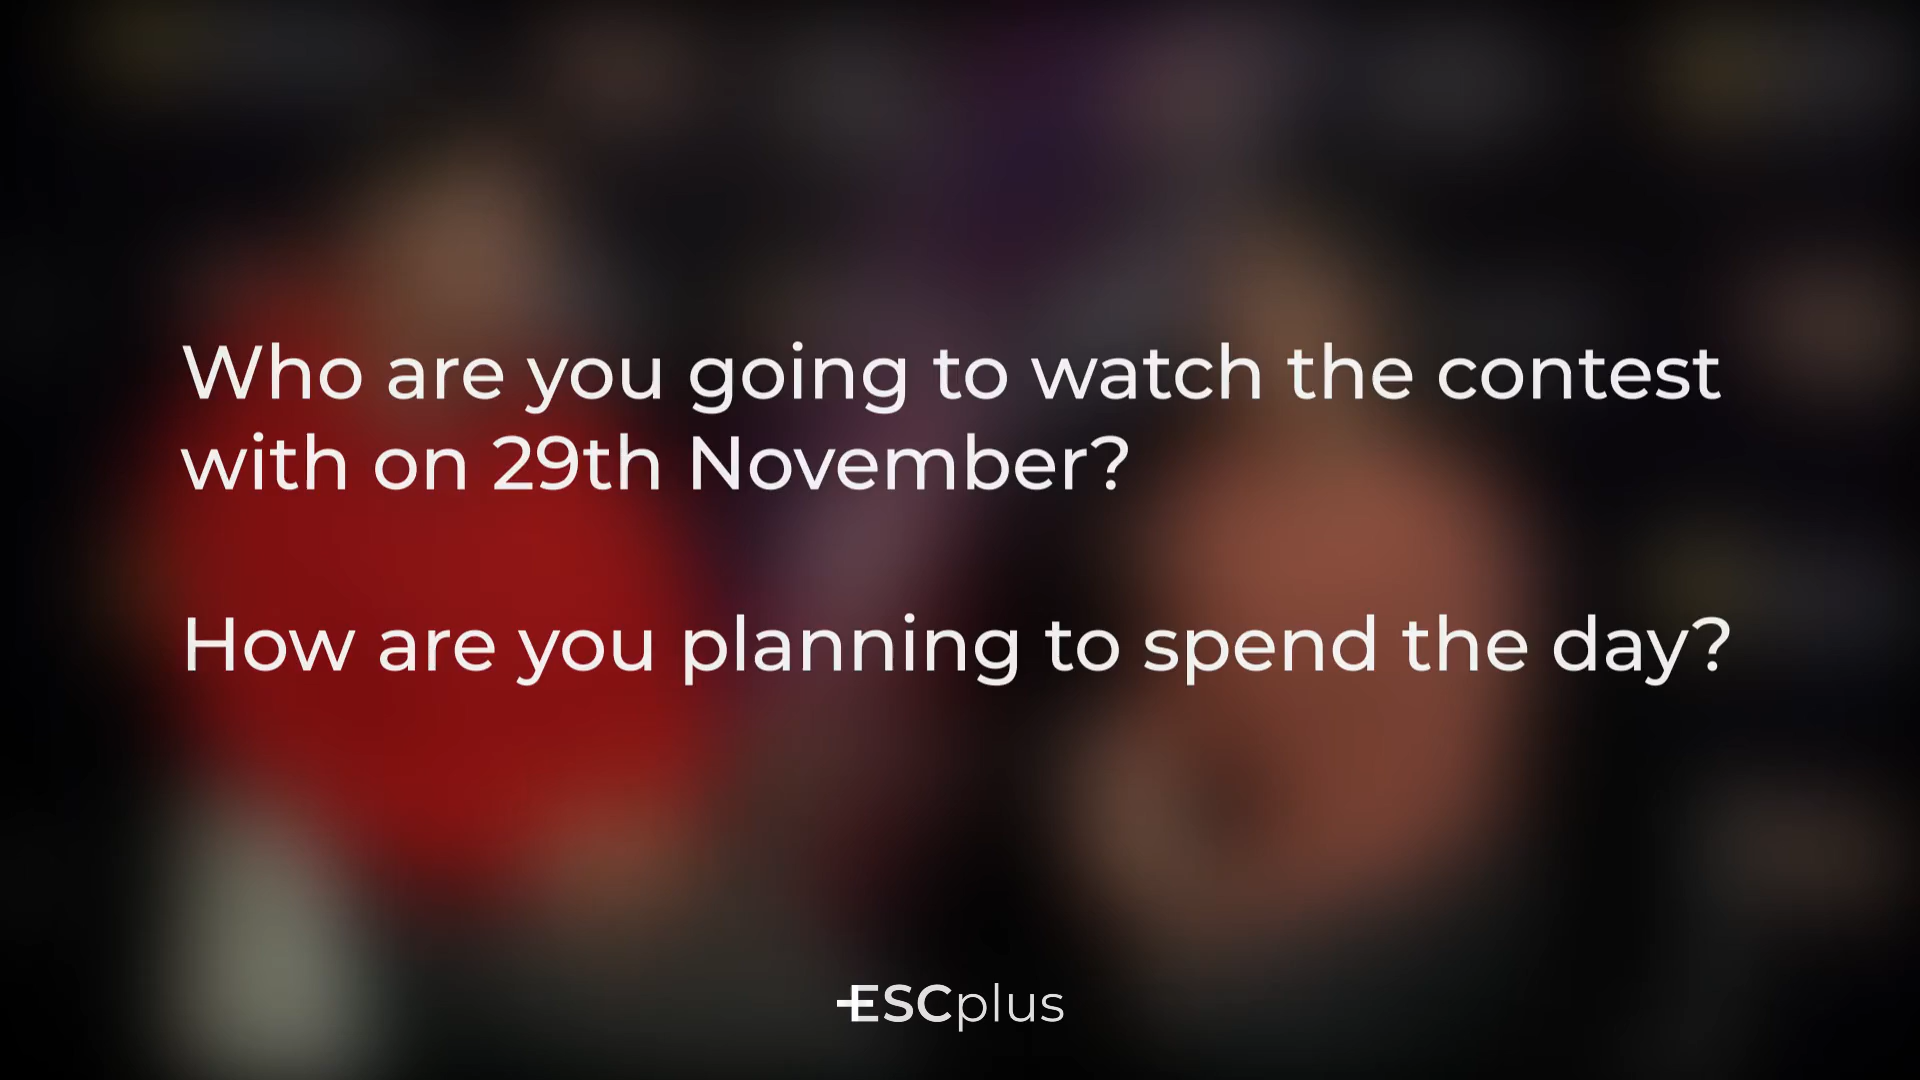 Who are you going to watch the contest
with on 29th November?
How are you planning to spend the day?
ESCplus